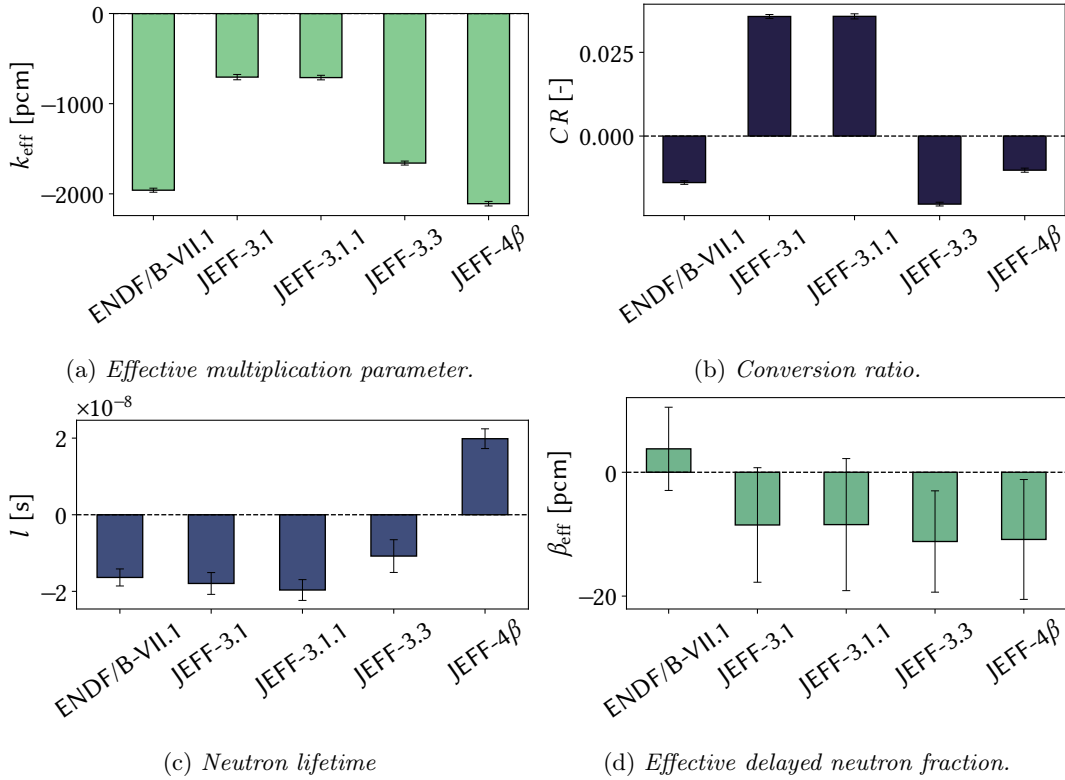 0
−1000
−2000
k_eff [pcm]
ENDF/B-VII.1
JEFF-3.1
JEFF-3.1.1
JEFF-3.3
JEFF-4β
(a) Effective multiplication parameter.
0.025
0.000
CR [-]
ENDF/B-VII.1
JEFF-3.1
JEFF-3.1.1
JEFF-3.3
JEFF-4β
(b) Conversion ratio.
×10⁻⁸
2
0
−2
l [s]
ENDF/B-VII.1
JEFF-3.1
JEFF-3.1.1
JEFF-3.3
JEFF-4β
(c) Neutron lifetime
0
−20
β_eff [pcm]
ENDF/B-VII.1
JEFF-3.1
JEFF-3.1.1
JEFF-3.3
JEFF-4β
(d) Effective delayed neutron fraction.